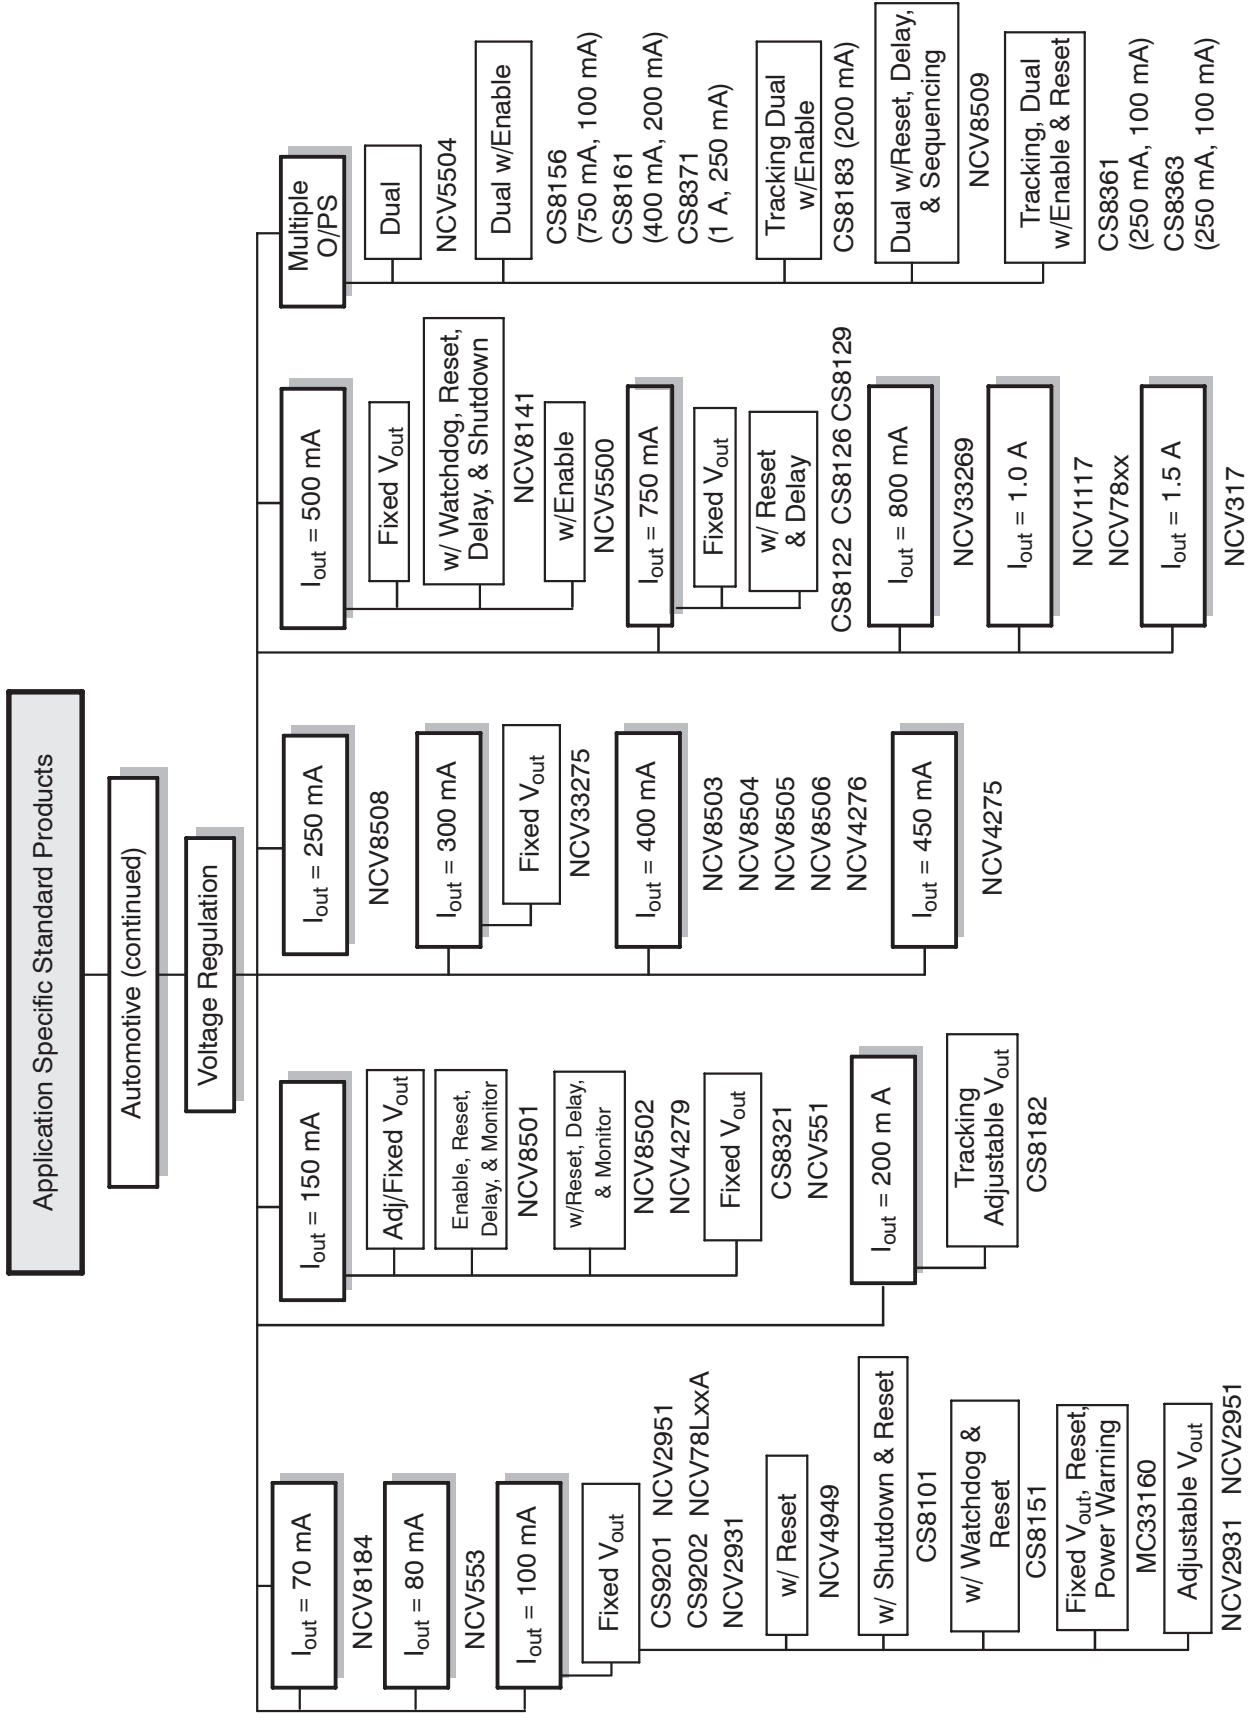 Application Specific Standard Products
Automotive (continued)
Voltage Regulation
Iout = 70 mA
NCV8184
Iout = 80 mA
NCV553
Iout = 100 mA
Fixed Vout
CS9201 NCV2951
CS9202 NCV78LxxA
NCV2931
w/ Reset
NCV4949
w/ Shutdown & Reset
CS8101
w/ Watchdog &
Reset
CS8151
Fixed Vout, Reset,
Power Warning
MC33160
Adjustable Vout
NCV2931 NCV2951
Iout = 150 mA
Adj/Fixed Vout
Enable, Reset,
Delay, & Monitor
NCV8501
w/Reset, Delay,
& Monitor
NCV8502
NCV4279
Fixed Vout
CS8321
NCV551
Iout = 200 m A
Tracking
Adjustable Vout
CS8182
Iout = 250 mA
NCV8508
Iout = 300 mA
Fixed Vout
NCV33275
Iout = 400 mA
NCV8503
NCV8504
NCV8505
NCV8506
NCV4276
Iout = 450 mA
NCV4275
Iout = 500 mA
Fixed Vout
w/ Watchdog, Reset,
Delay, & Shutdown
NCV8141
w/Enable
NCV5500
Iout = 750 mA
Fixed Vout
w/ Reset
& Delay
CS8122 CS8126 CS8129
Iout = 800 mA
NCV33269
Iout = 1.0 A
NCV1117
NCV78xx
Iout = 1.5 A
NCV317
Multiple
O/PS
Dual
NCV5504
Dual w/Enable
CS8156
(750 mA, 100 mA)
CS8161
(400 mA, 200 mA)
CS8371
(1 A, 250 mA)
Tracking Dual
w/Enable
CS8183 (200 mA)
Dual w/Reset, Delay,
& Sequencing
NCV8509
Tracking, Dual
w/Enable & Reset
CS8361
(250 mA, 100 mA)
CS8363
(250 mA, 100 mA)